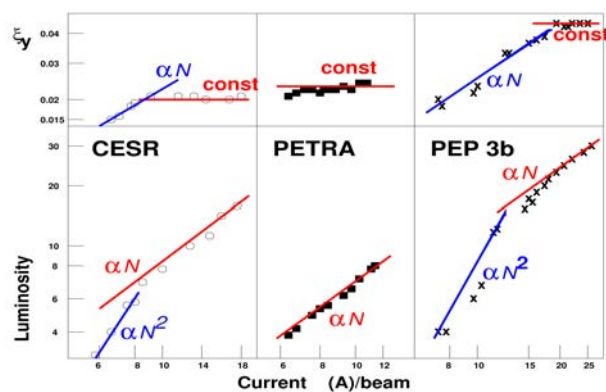 ξy
0.04
0.03
0.020
0.015
αN
const
const
αN
const
CESR
PETRA
PEP 3b
Luminosity
30
20
10
8
6
4
αN
αN²
αN
αN
αN²
6 8 10 12 14 18
6 8 10 12
8 10 15 20 25
Current (A)/beam